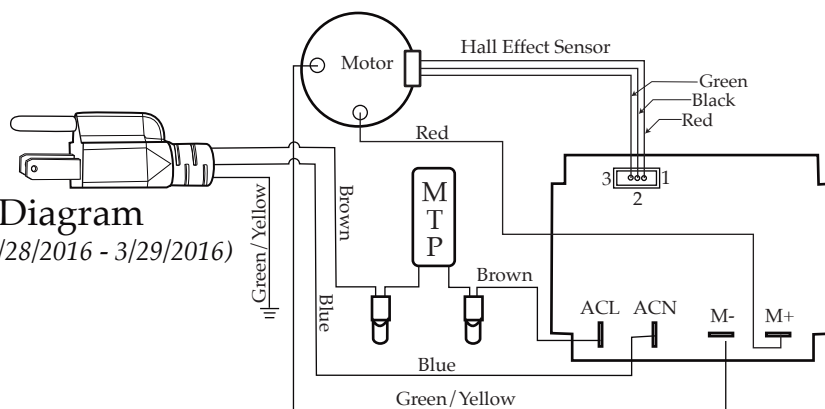 Motor
Hall Effect Sensor
Green
Black
Red
Red
3
1
2
M
T
P
Diagram
/28/2016 - 3/29/2016)
Green/Yellow
Brown
Blue
Brown
ACL
ACN
M-
M+
Blue
Green/Yellow